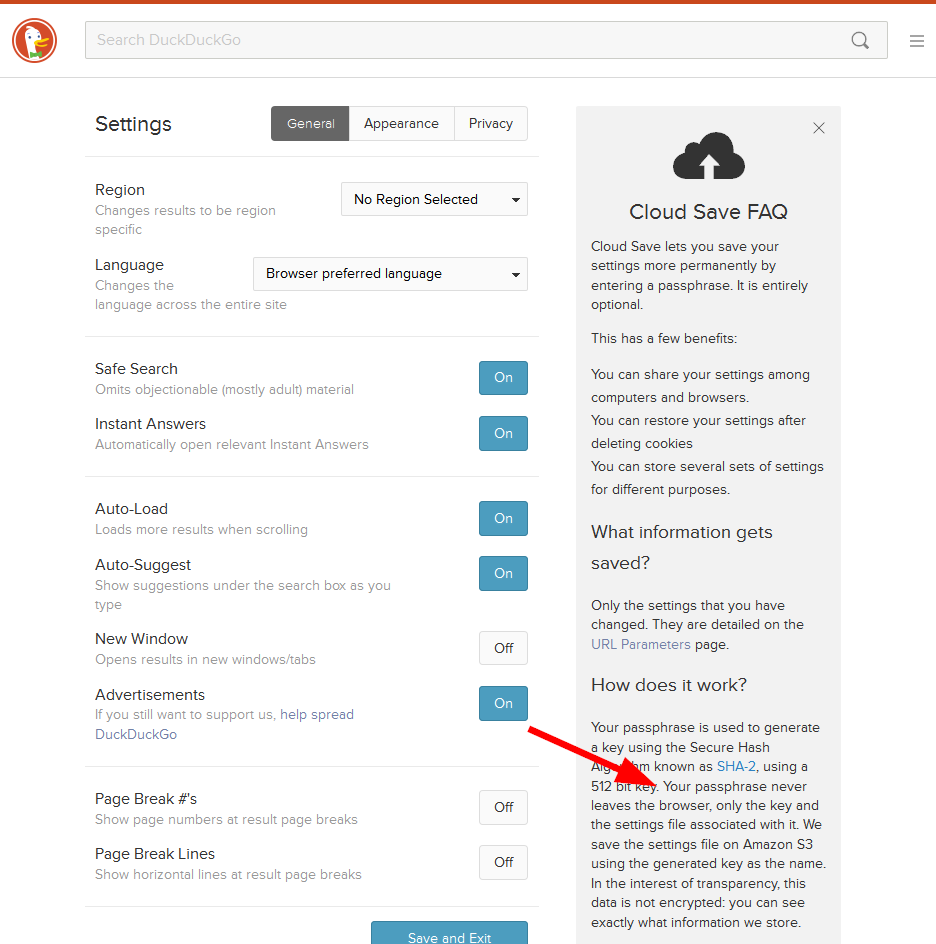 Search DuckDuckGo
Settings
General
Appearance
Privacy
Region
Changes results to be region
specific
No Region Selected
Language
Changes the
language across the entire site
Browser preferred language
Safe Search
Omits objectionable (mostly adult) material
On
Instant Answers
Automatically open relevant Instant Answers
On
Auto-Load
Loads more results when scrolling
On
Auto-Suggest
Show suggestions under the search box as you
type
On
New Window
Opens results in new windows/tabs
Off
Advertisements
If you still want to support us, help spread
DuckDuckGo
On
Page Break #'s
Show page numbers at result page breaks
Off
Page Break Lines
Show horizontal lines at result page breaks
Off
Save and Exit
Cloud Save FAQ
Cloud Save lets you save your
settings more permanently by
entering a passphrase. It is entirely
optional.
This has a few benefits:
You can share your settings among
computers and browsers.
You can restore your settings after
deleting cookies
You can store several sets of settings
for different purposes.
What information gets
saved?
Only the settings that you have
changed. They are detailed on the
URL Parameters page.
How does it work?
Your passphrase is used to generate
a key using the Secure Hash
Algorithm known as SHA-2, using a
512 bit key. Your passphrase never
leaves the browser, only the key and
the settings file associated with it. We
save the settings file on Amazon S3
using the generated key as the name.
In the interest of transparency, this
data is not encrypted: you can see
exactly what information we store.